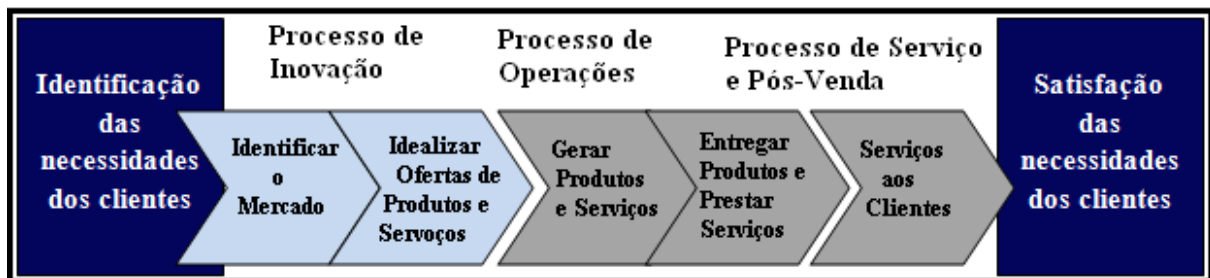 Identificação
das
necessidades
dos clientes
Processo de
Inovação
Processo de
Operações
Processo de Serviço
e Pós-Venda
Identificar
o
Mercado
Idealizar
Ofertas de
Produtos e
Servoços
Gerar
Produtos
e Serviços
Entregar
Produtos e
Prestar
Serviços
Serviços
aos
Clientes
Satisfação
das
necessidades
dos clientes